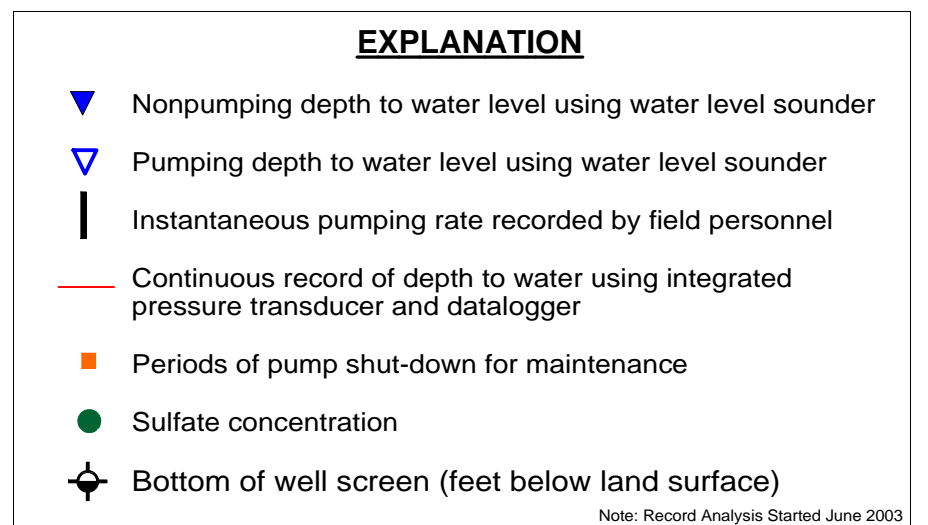 EXPLANATION
Nonpumping depth to water level using water level sounder
Pumping depth to water level using water level sounder
Instantaneous pumping rate recorded by field personnel
Continuous record of depth to water using integrated
pressure transducer and datalogger
Periods of pump shut-down for maintenance
Sulfate concentration
Bottom of well screen (feet below land surface)
Note: Record Analysis Started June 2003